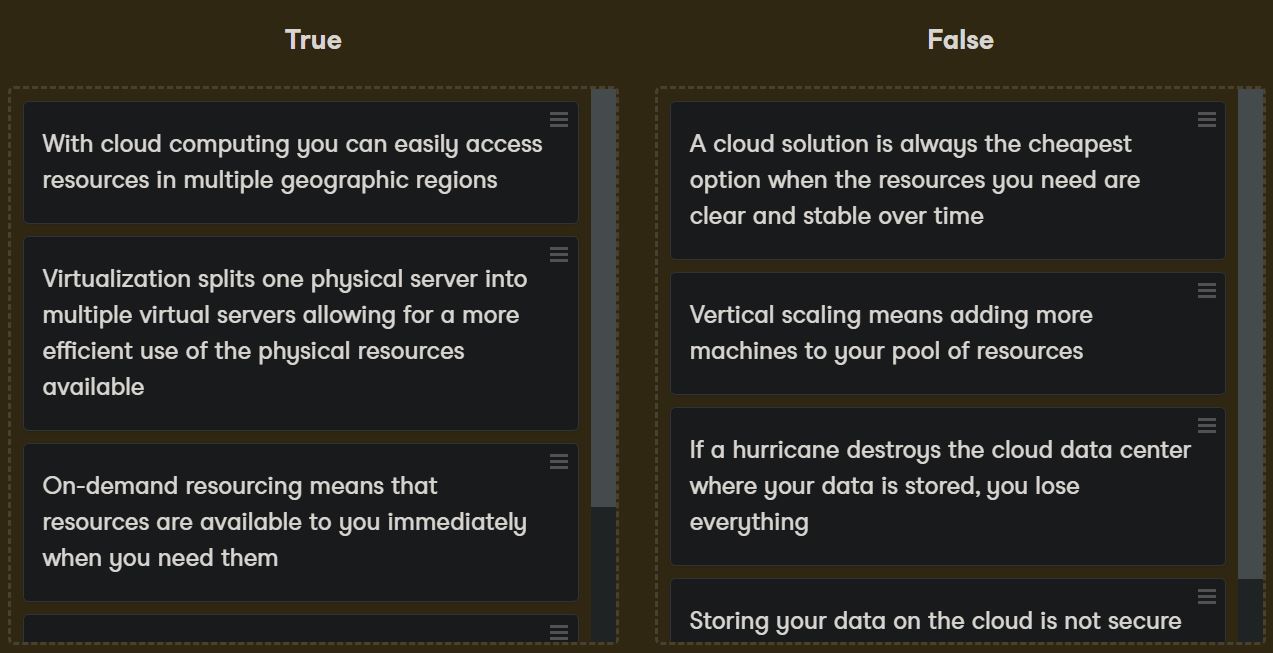 True
With cloud computing you can easily access
resources in multiple geographic regions
Virtualization splits one physical server into
multiple virtual servers allowing for a more
efficient use of the physical resources
available
On-demand resourcing means that
resources are available to you immediately
when you need them
False
A cloud solution is always the cheapest
option when the resources you need are
clear and stable over time
Vertical scaling means adding more
machines to your pool of resources
If a hurricane destroys the cloud data center
where your data is stored, you lose
everything
Storing your data on the cloud is not secure